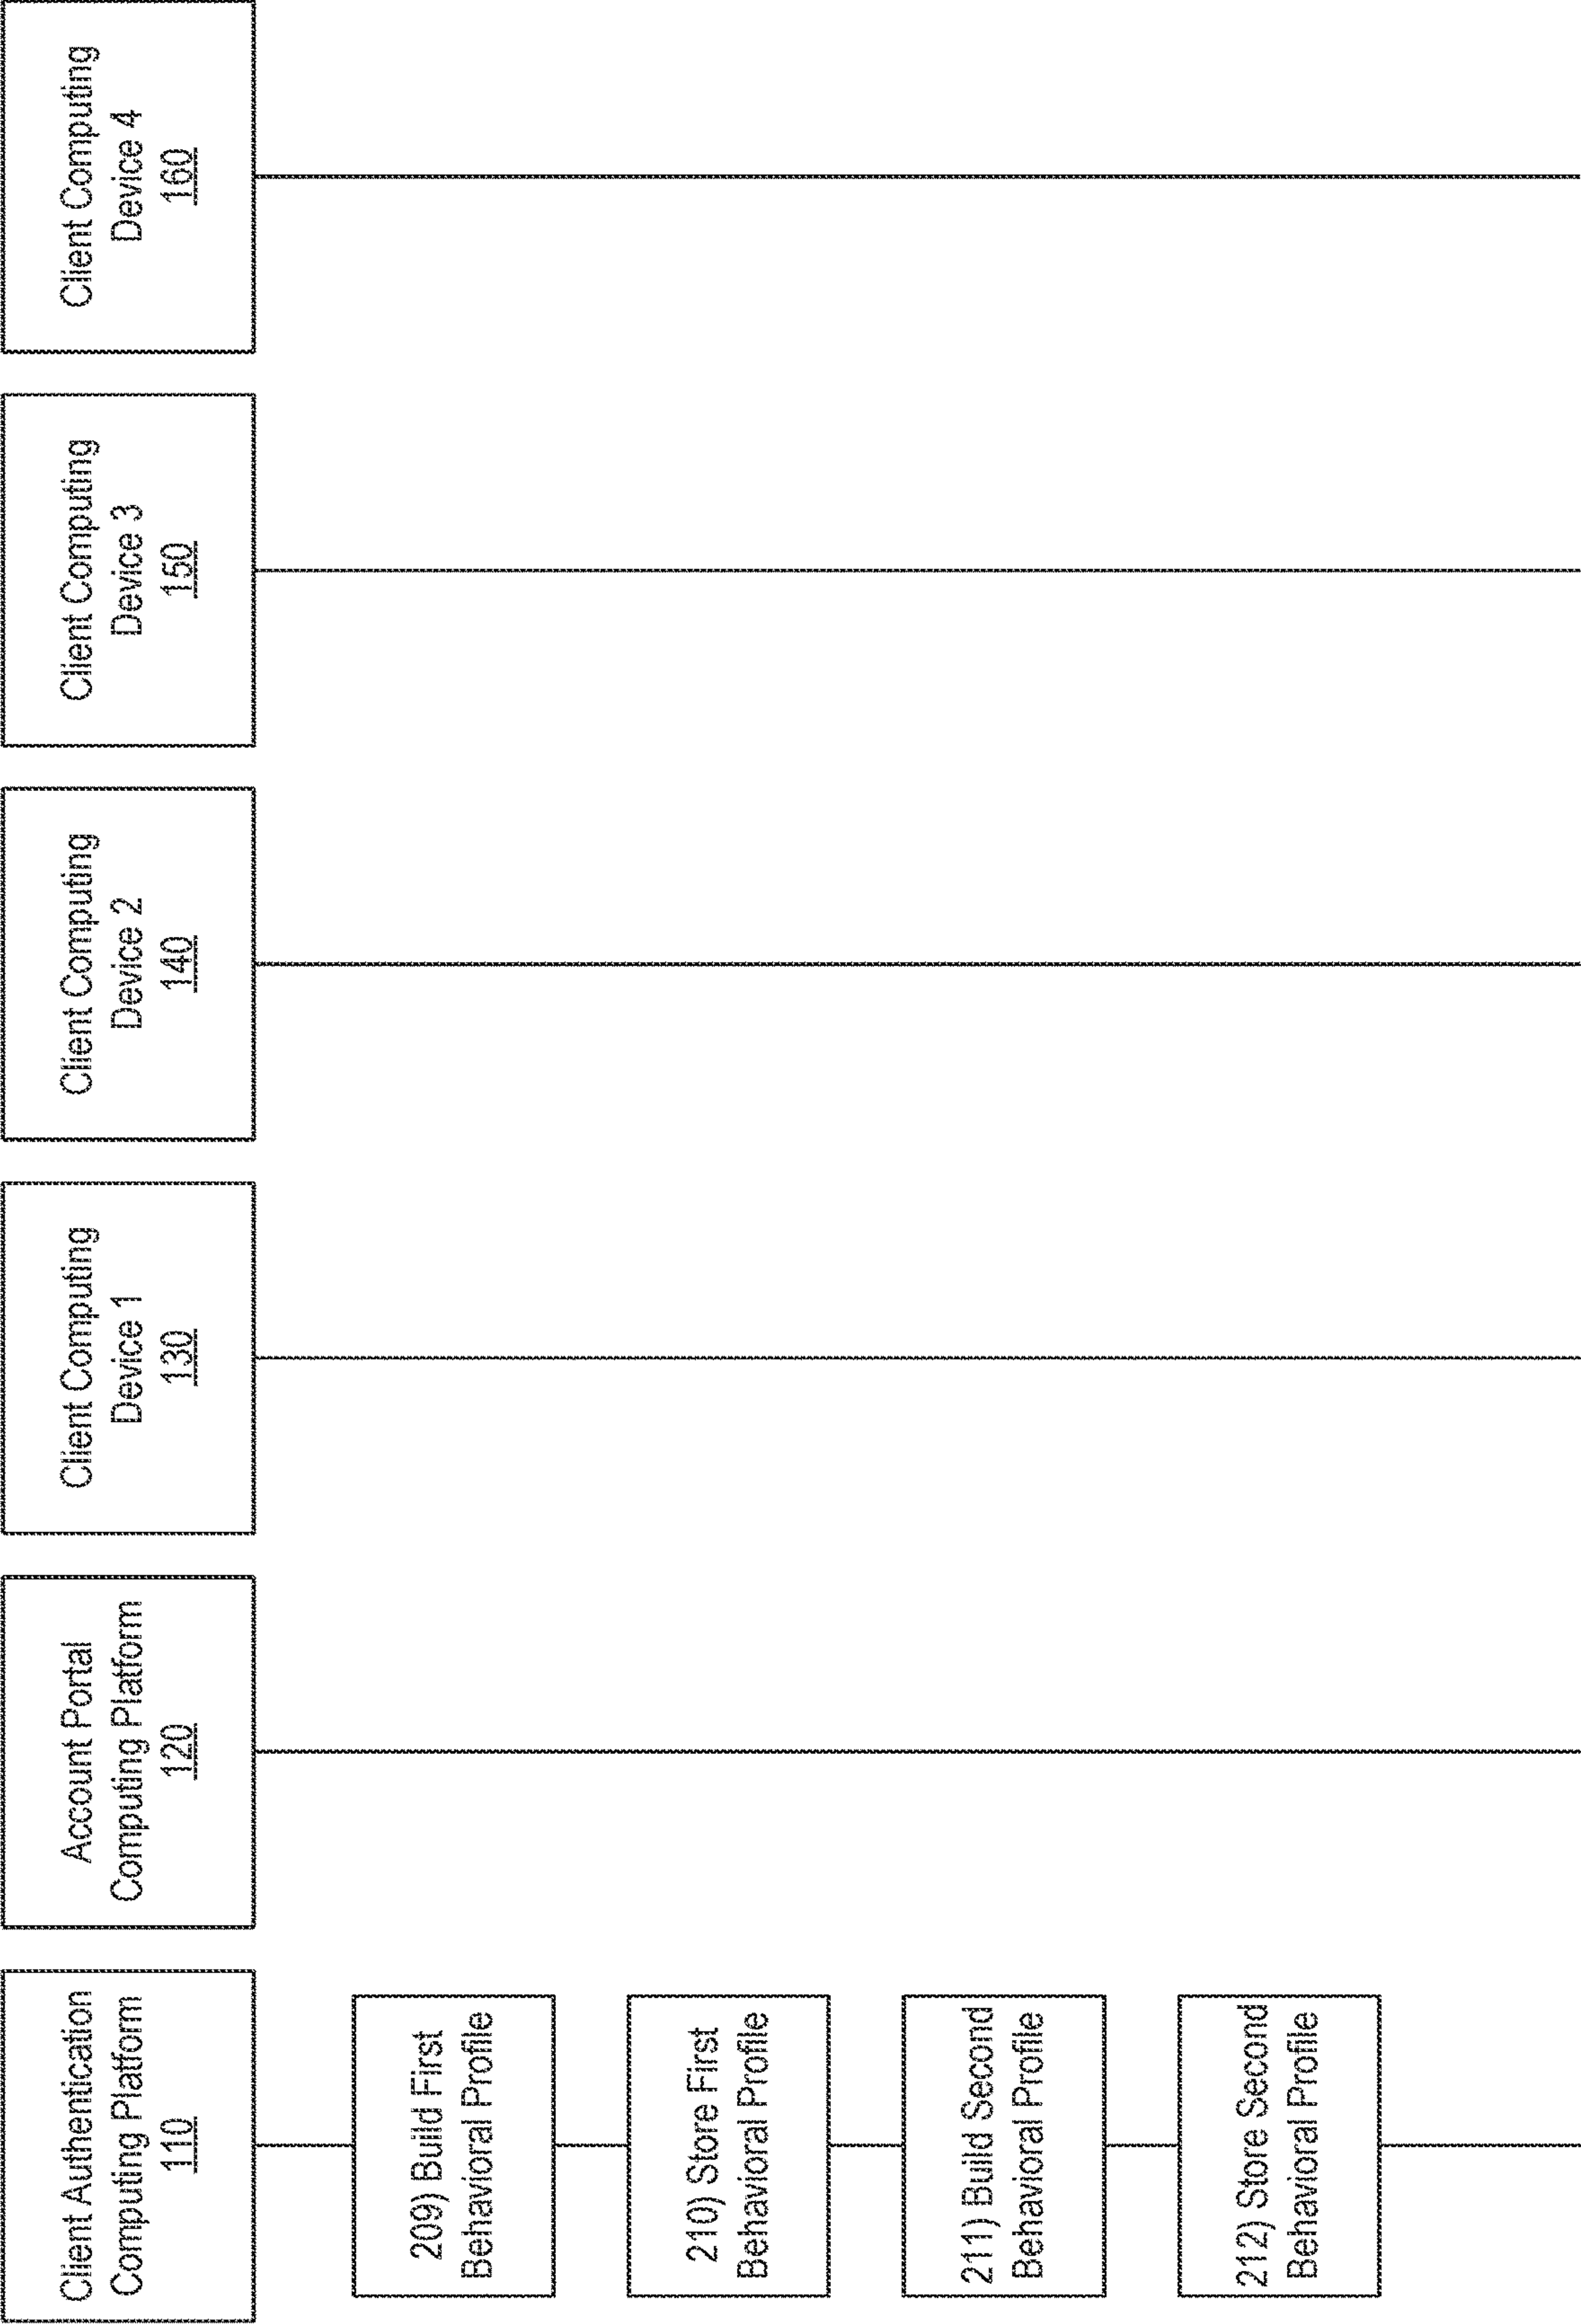 Client Authentication
Computing Platform
110
Account Portal
Computing Platform
120
Client Computing
Device 1
130
Client Computing
Device 2
140
Client Computing
Device 3
150
Client Computing
Device 4
160
209) Build First
Behavioral Profile
210) Store First
Behavioral Profile
211) Build Second
Behavioral Profile
212) Store Second
Behavioral Profile